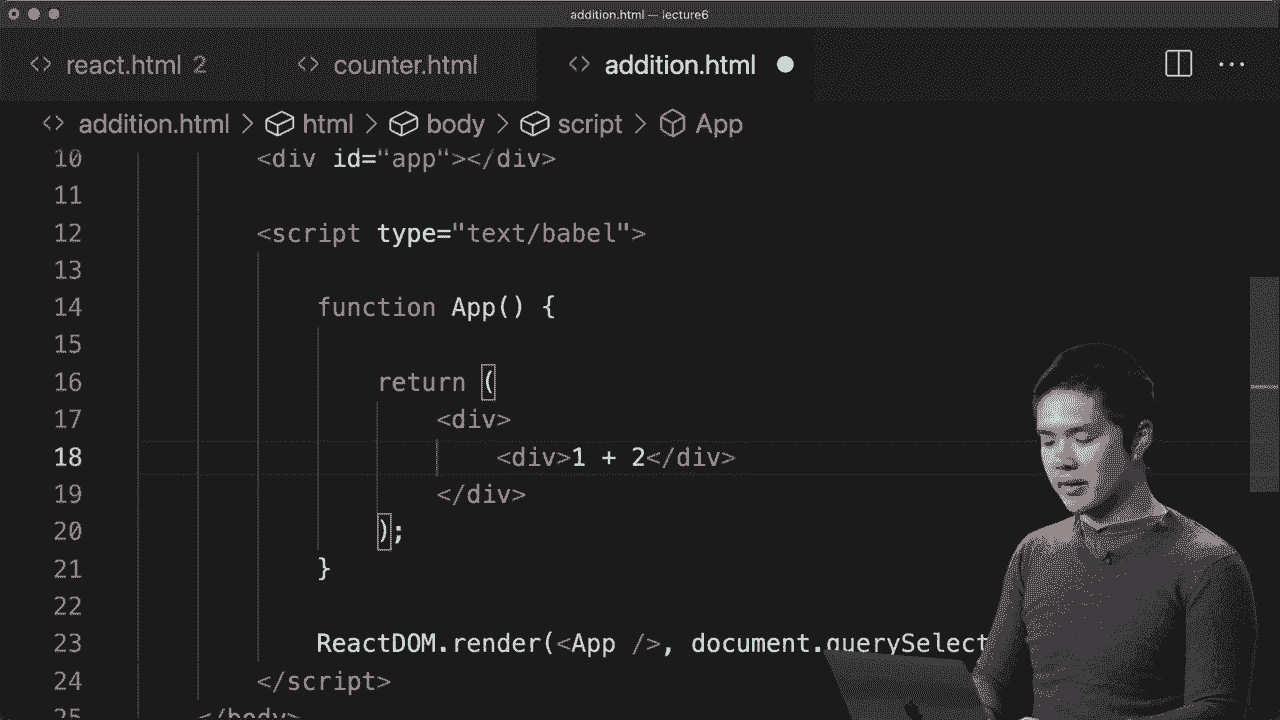 addition.html — lecture6
react.html 2 counter.html addition.html
addition.html > html > body > script > App
10 <div id="app"></div>
11
12 <script type="text/babel">
13
14 function App() {
15
16 return (
17 <div>
18 <div>1 + 2</div>
19 </div>
20 );
21 }
22
23 ReactDOM.render(<App />, document.querySelect
24 </script>
25 </body>